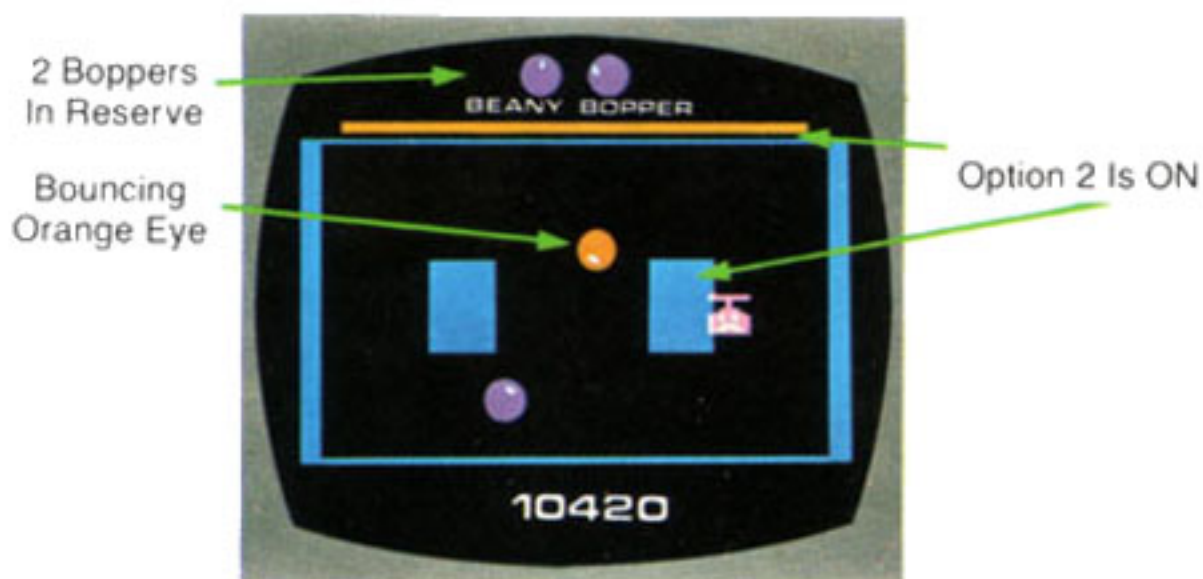 2 Boppers
In Reserve
BEANY BOPPER
Bouncing
Orange Eye
Option 2 Is ON
10420